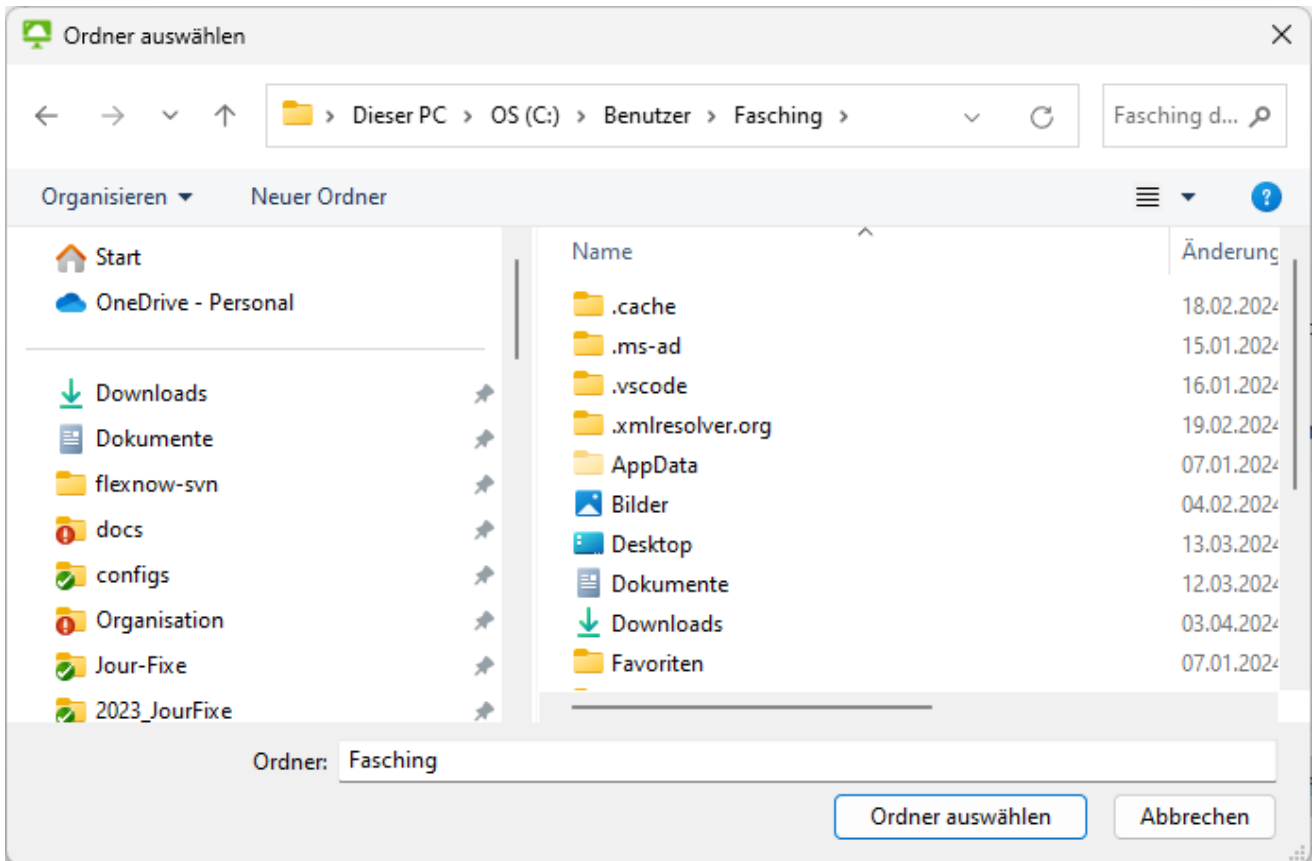 Ordner auswählen
Dieser PC > OS (C:) > Benutzer > Fasching >
Fasching d...
Organisieren
Neuer Ordner
Start
OneDrive - Personal
Downloads
Dokumente
flexnow-svn
docs
configs
Organisation
Jour-Fixe
2023_JourFixe
Name
Änderung
.cache
18.02.2024
.ms-ad
15.01.2024
.vscode
16.01.2024
.xmlresolver.org
19.02.2024
AppData
07.01.2024
Bilder
04.02.2024
Desktop
13.03.2024
Dokumente
12.03.2024
Downloads
03.04.2024
Favoriten
07.01.2024
Ordner: Fasching
Ordner auswählen
Abbrechen